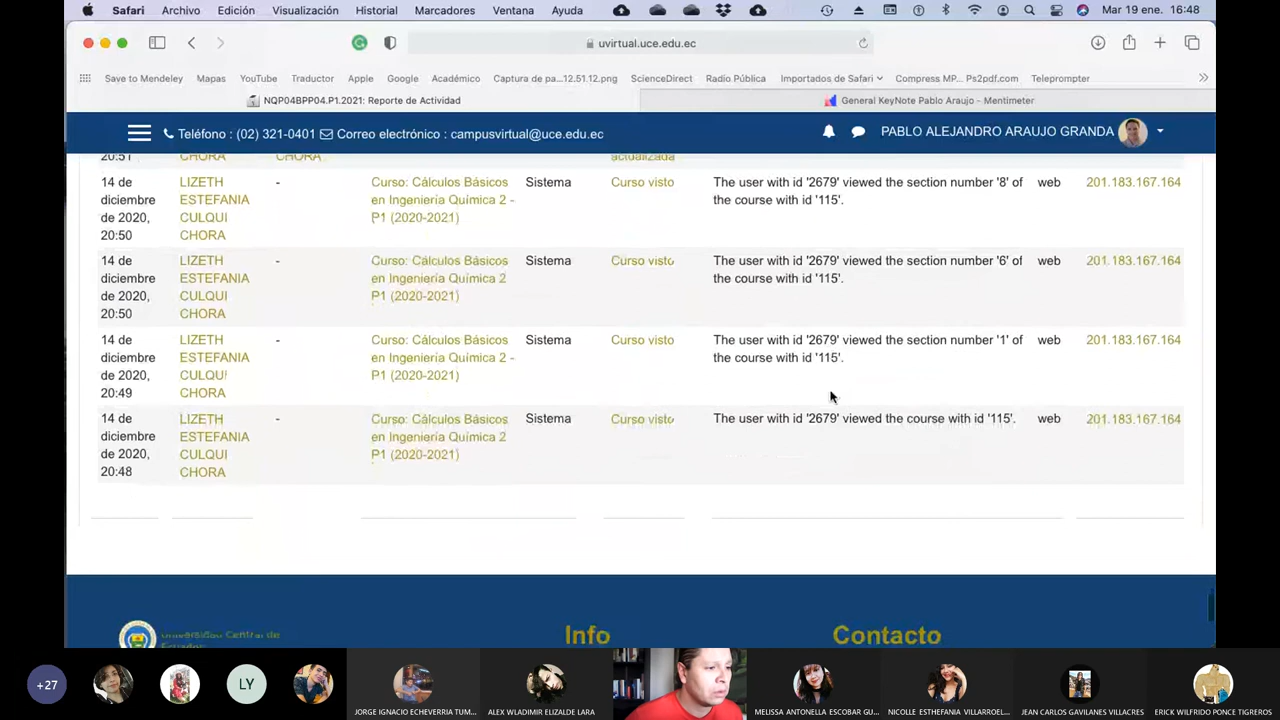 Safari Archivo Edición Visualización Historial Marcadores Ventana Ayuda Mar 19 ene. 16:48
uvirtual.uce.edu.ec
Save to Mendeley Mapas YouTube Traductor Apple Google Académico Captura de pa...12.51.12.png ScienceDirect Radio Pública Importados de Safari Compress MP... Ps2pdf.com Teleprompter
NQP04BPP04.P1.2021: Reporte de Actividad General KeyNote Pablo Araujo - Mentimeter
Teléfono : (02) 321-0401 Correo electrónico : campusvirtual@uce.edu.ec PABLO ALEJANDRO ARAUJO GRANDA
20:51 CHORA CHORA actualizada
14 de LIZETH - Curso: Cálculos Básicos Sistema Curso visto The user with id '2679' viewed the section number '8' of web 201.183.167.164
diciembre ESTEFANIA en Ingeniería Química 2 - the course with id '115'.
de 2020, CULQUI P1 (2020-2021)
20:50 CHORA
14 de LIZETH - Curso: Cálculos Básicos Sistema Curso visto The user with id '2679' viewed the section number '6' of web 201.183.167.164
diciembre ESTEFANIA en Ingeniería Química 2 the course with id '115'.
de 2020, CULQUI P1 (2020-2021)
20:50 CHORA
14 de LIZETH - Curso: Cálculos Básicos Sistema Curso visto The user with id '2679' viewed the section number '1' of web 201.183.167.164
diciembre ESTEFANIA en Ingeniería Química 2 - the course with id '115'.
de 2020, CULQUI P1 (2020-2021)
20:49 CHORA
14 de LIZETH - Curso: Cálculos Básicos Sistema Curso visto The user with id '2679' viewed the course with id '115'. web 201.183.167.164
diciembre ESTEFANIA en Ingeniería Química 2
de 2020, CULQUI P1 (2020-2021)
20:48 CHORA
Universidad Central del Info Contacto
Ecuador
+27 LY
JORGE IGNACIO ECHEVERRIA TUM... ALEX WLADIMIR ELIZALDE LARA MELISSA ANTONELLA ESCOBAR GU... NICOLLE ESTHEFANIA VILLARROEL... JEAN CARLOS GAVILANES VILLACRES ERICK WILFRIDO PONCE TIGREROS